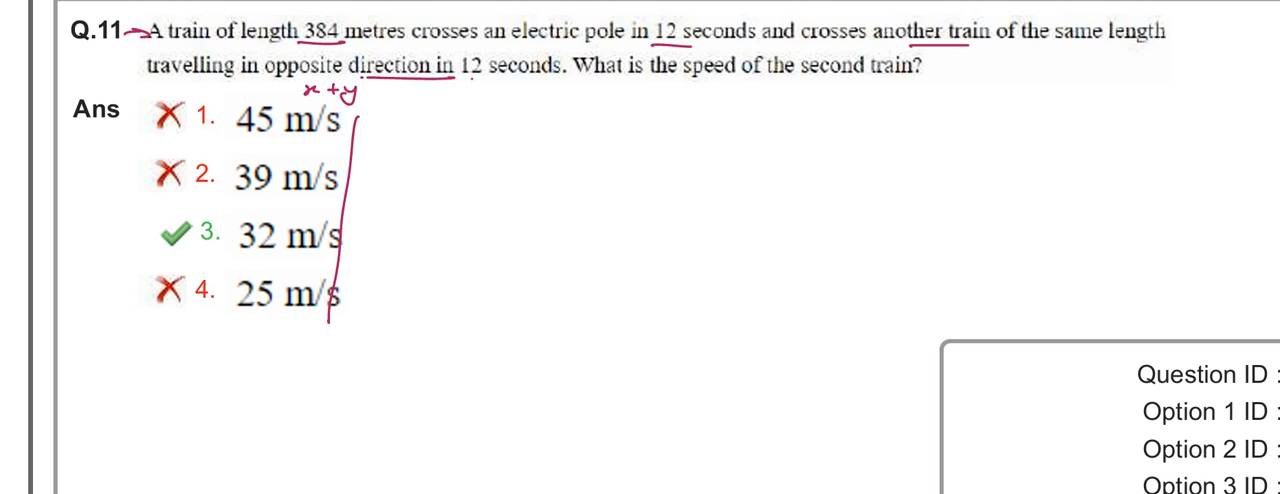 Q.11 A train of length 384 metres crosses an electric pole in 12 seconds and crosses another train of the same length
travelling in opposite direction in 12 seconds. What is the speed of the second train?
x + y
Ans 1. 45 m/s
2. 39 m/s
3. 32 m/s
4. 25 m/s
Question ID :
Option 1 ID :
Option 2 ID :
Option 3 ID :